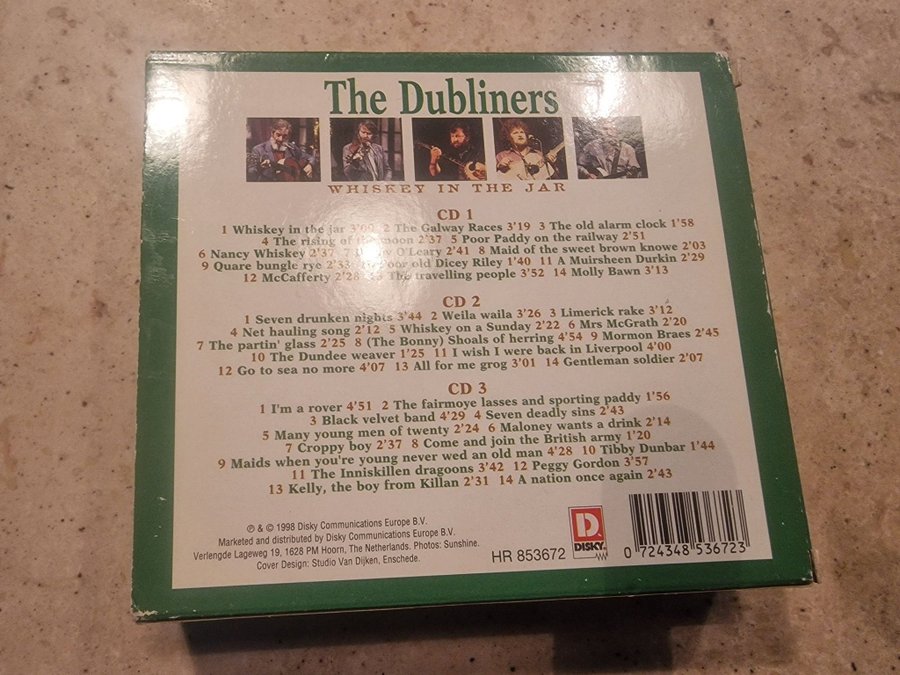 The Dubliners
WHISKEY IN THE JAR
CD 1
1 Whiskey in the jar 2 The Galway Races 3'19 3 The old alarm clock 1'58
4 The rising of the moon 2'37 5 Poor Paddy on the railway 2'51
6 Nancy Whiskey 2'37 O'Leary 2'41 8 Maid of the sweet brown knowe 2'03
9 Quare bungle rye 2'33 Poor old Dicey Riley 1'40 11 A Muirsheen Durkin 2'29
12 McCafferty 2'28 The travelling people 3'52 14 Molly Bawn 3'13
CD 2
1 Seven drunken nights 3'44 2 Weila waila 3'26 3 Limerick rake 3'12
4 Net hauling song 2'12 5 Whiskey on a Sunday 2'22 6 Mrs McGrath 2'20
7 The partin' glass 2'25 8 (The Bonny) Shoals of herring 4'54 9 Mormon Braes 2'45
10 The Dundee weaver 1'25 11 I wish I were back in Liverpool 4'00
12 Go to sea no more 4'07 13 All for me grog 3'01 14 Gentleman soldier 2'07
CD 3
1 I'm a rover 4'51 2 The fairmoye lasses and sporting paddy 1'56
3 Black velvet band 4'29 4 Seven deadly sins 2'43
5 Many young men of twenty 2'24 6 Maloney wants a drink 2'14
7 Croppy boy 2'37 8 Come and join the British army 1'20
9 Maids when you're young never wed an old man 4'28 10 Tibby Dunbar 1'44
11 The Inniskillen dragoons 3'42 12 Peggy Gordon 3'57
13 Kelly, the boy from Killan 2'31 14 A nation once again 2'43
℗ & © 1998 Disky Communications Europe B.V.
Marketed and distributed by Disky Communications Europe B.V.
Verlengde Lageweg 19, 1628 PM Hoorn, The Netherlands. Photos: Sunshine.
Cover Design: Studio Van Dijken, Enschede.
HR 853672
D
DISKY
0 724348 536723